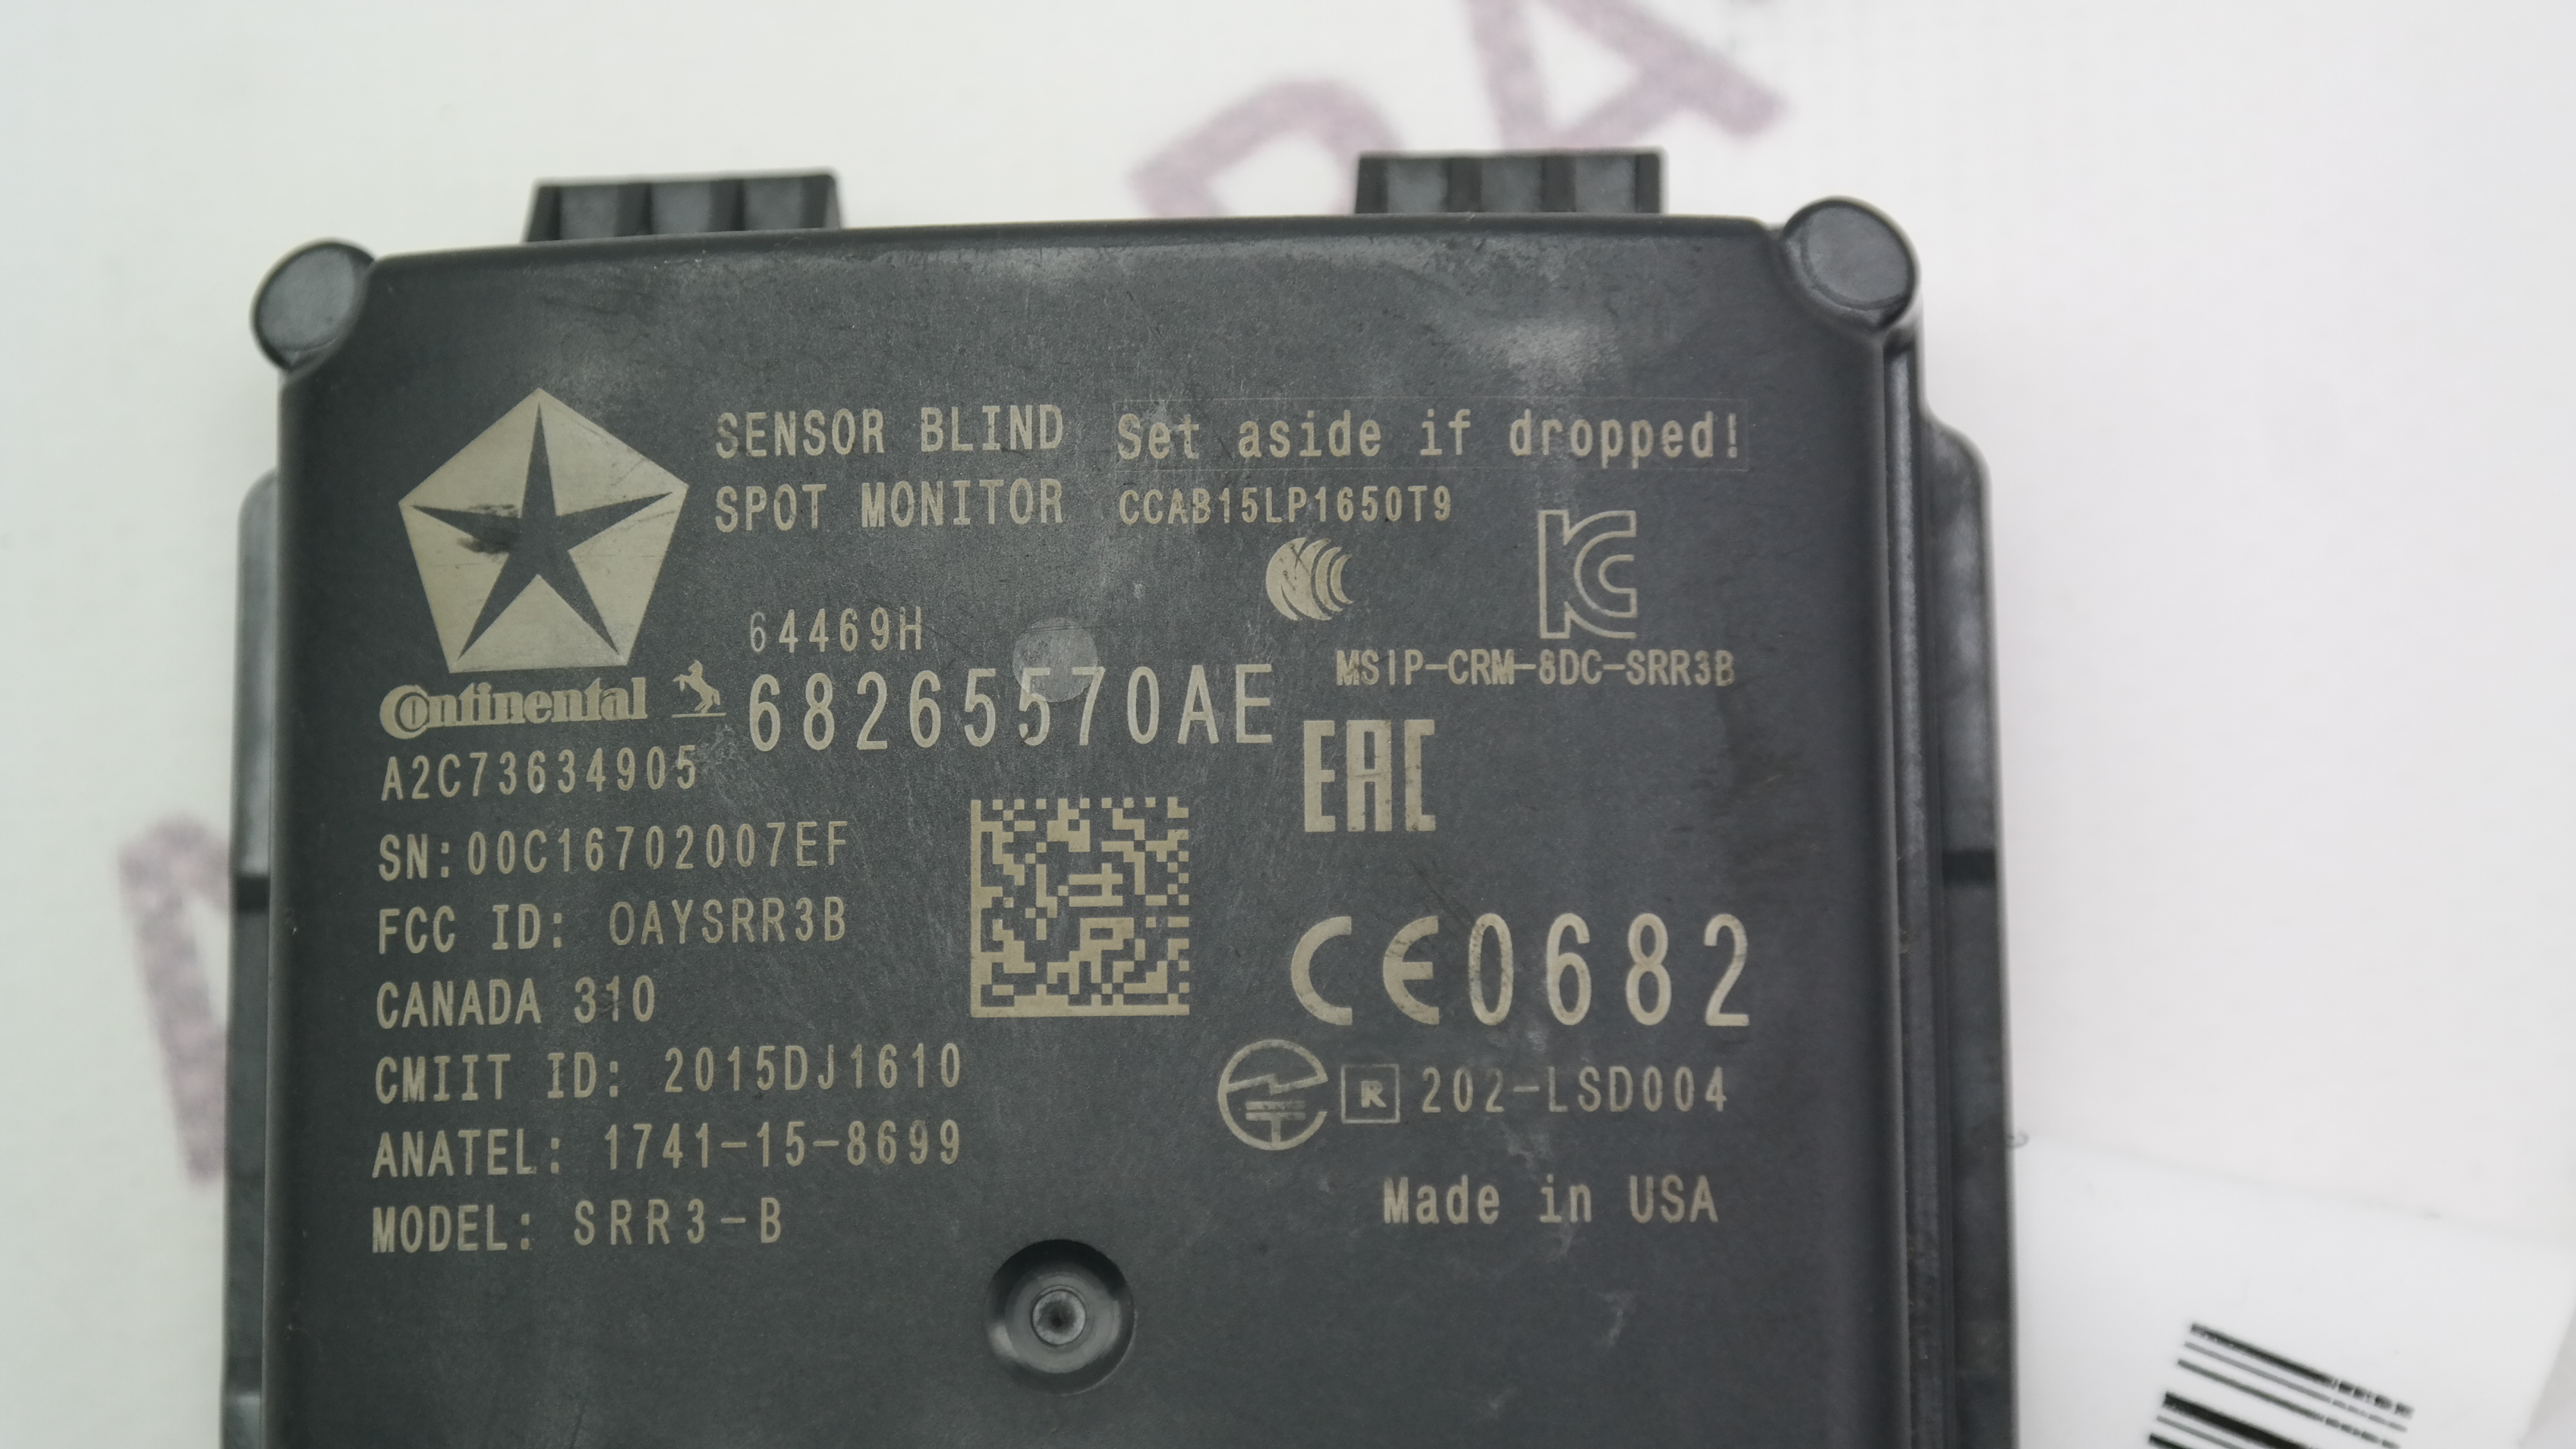 SENSOR BLIND
SPOT MONITOR
Set aside if dropped!
CCAB15LP1650T9
64469H
68265570AE
MSIP-CRM-8DC-SRR3B
Continental
A2C73634905
EAC
SN:00C16702007EF
FCC ID: OAYSRR3B
CANADA 310
CMIIT ID: 2015DJ1610
ANATEL: 1741-15-8699
MODEL: SRR3-B
CE0682
R 202-LSD004
Made in USA